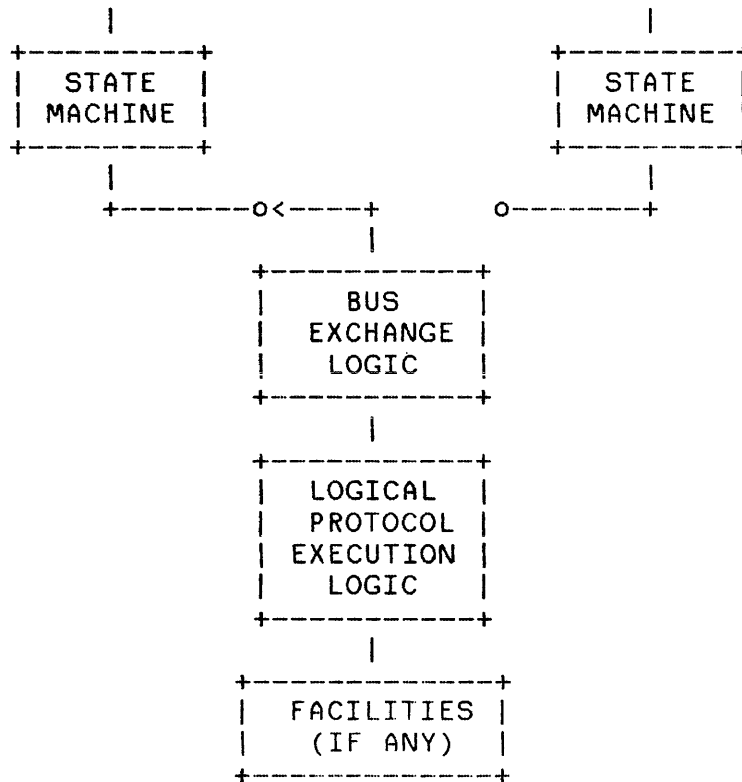 STATE
MACHINE
STATE
MACHINE
BUS
EXCHANGE
LOGIC
LOGICAL
PROTOCOL
EXECUTION
LOGIC
FACILITIES
(IF ANY)